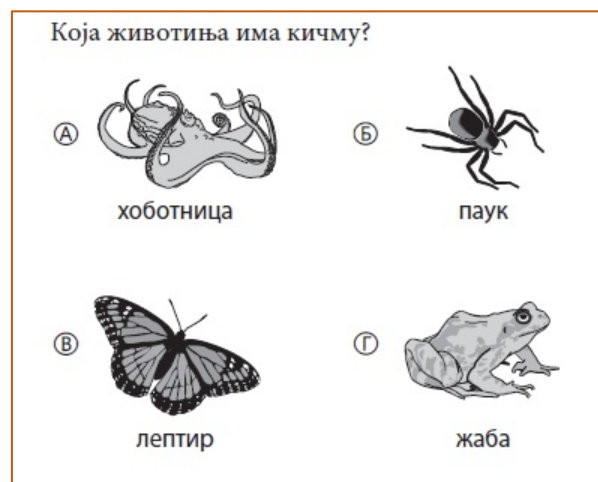 Која животиња има кичму?
Ⓐ
хоботница
Ⓑ
паук
Ⓒ
лептир
Ⓓ
жаба